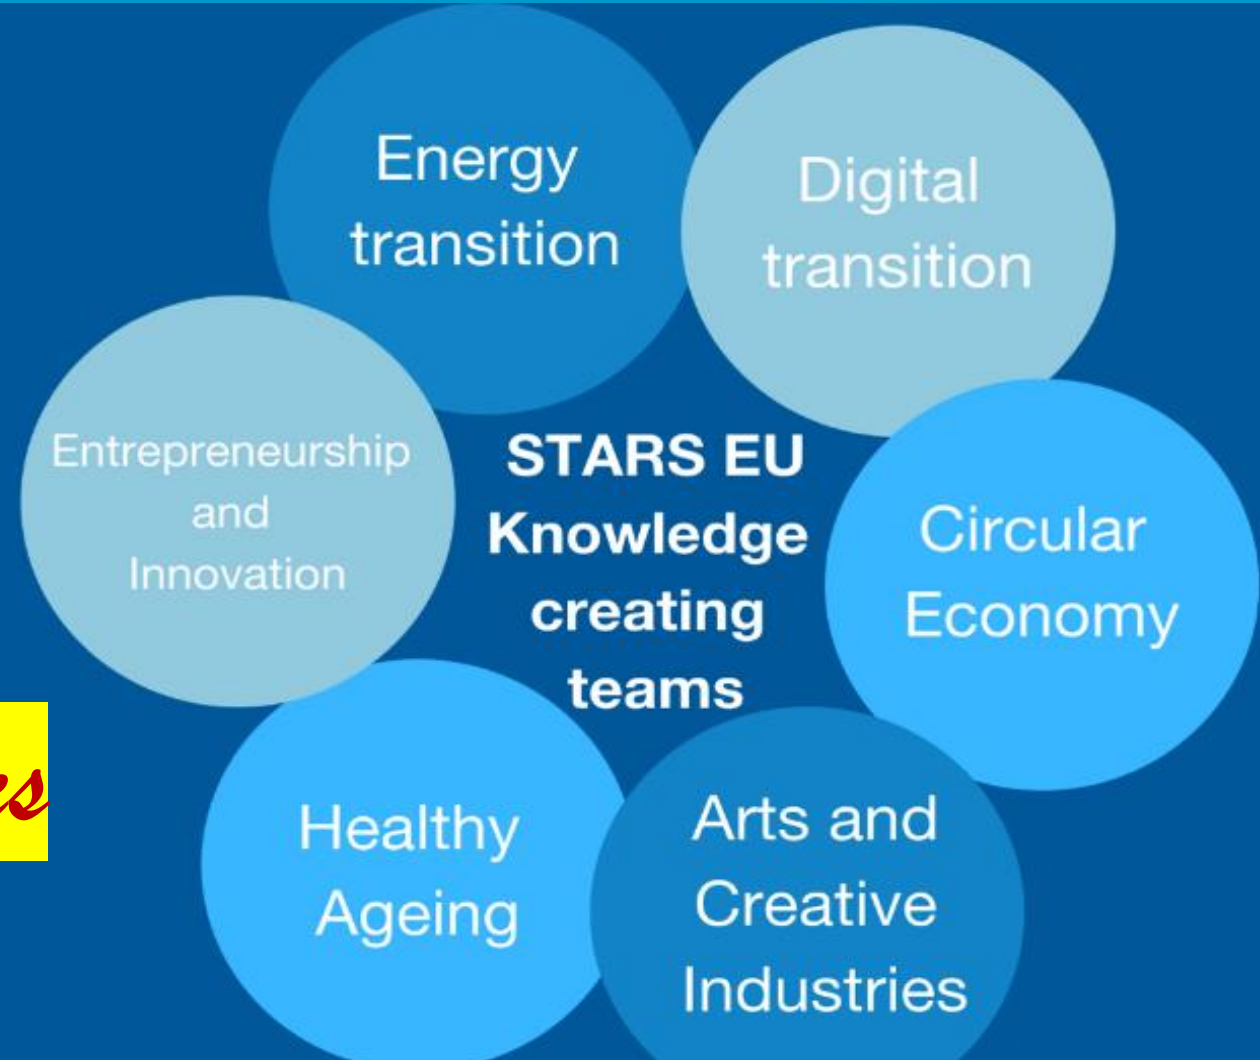 Energy
transition
Digital
transition
Entrepreneurship
and
Innovation
STARS EU
Knowledge
creating
teams
Circular
Economy
Healthy
Ageing
Arts and
Creative
Industries